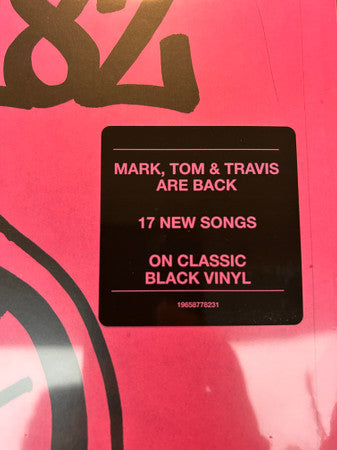 82
MARK, TOM & TRAVIS
ARE BACK
17 NEW SONGS
ON CLASSIC
BLACK VINYL
19658778231